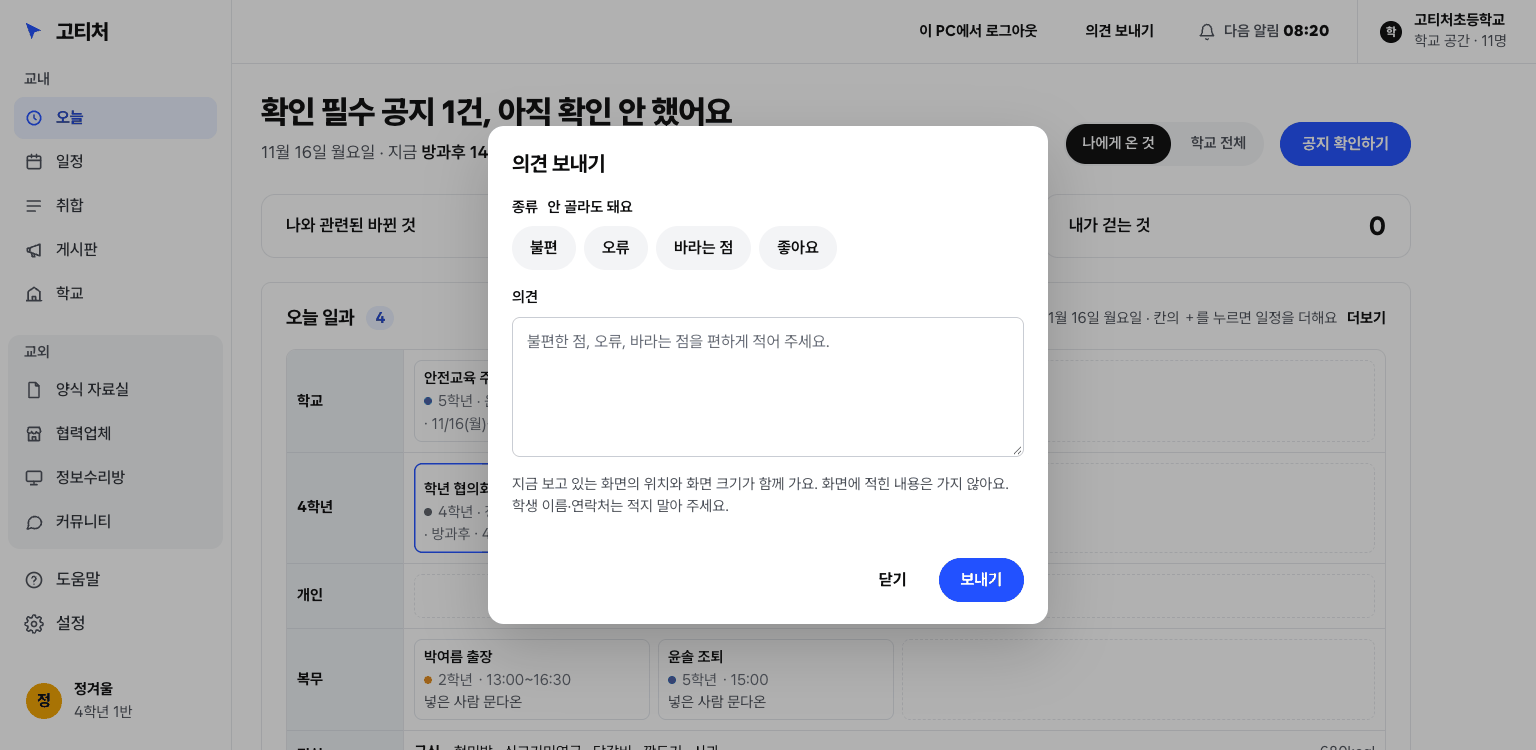 고티처
이 PC에서 로그아웃
의견 보내기
다음 알림 08:20
학
고티처초등학교
학교 공간 · 11명
교내
오늘
일정
취합
게시판
학교
교외
양식 자료실
협력업체
정보수리방
커뮤니티
도움말
설정
정
정겨울
4학년 1반
확인 필수 공지 1건, 아직 확인 안 했어요
11월 16일 월요일 · 지금 방과후 14
나에게 온 것
학교 전체
공지 확인하기
나와 관련된 바뀐 것
내가 걷는 것
0
오늘 일과 4
1월 16일 월요일 · 칸의 + 를 누르면 일정을 더해요 더보기
학교
안전교육 주
5학년 ·
· 11/16(월)
4학년
학년 협의회
4학년 ·
· 방과후 · 4
개인
복무
박여름 출장
2학년 · 13:00~16:30
넣은 사람 문다온
윤솔 조퇴
5학년 · 15:00
넣은 사람 문다온
의견 보내기
종류 안 골라도 돼요
불편
오류
바라는 점
좋아요
의견
불편한 점, 오류, 바라는 점을 편하게 적어 주세요.
지금 보고 있는 화면의 위치와 화면 크기가 함께 가요. 화면에 적힌 내용은 가지 않아요.
학생 이름·연락처는 적지 말아 주세요.
닫기
보내기